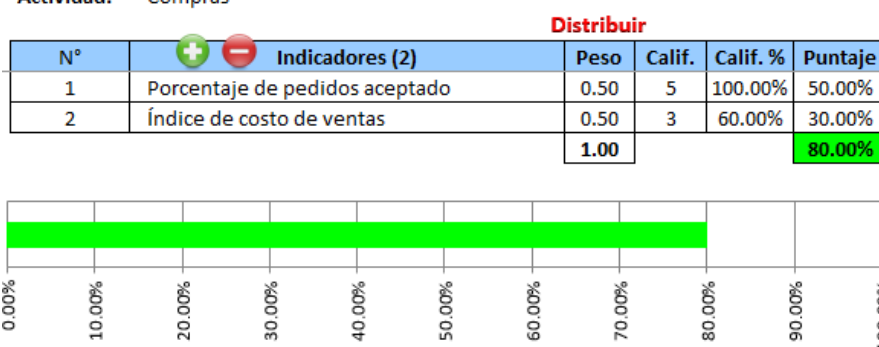 Actividad: Compras
Distribuir
N° Indicadores (2) Peso Calif. Calif. % Puntaje
1 Porcentaje de pedidos aceptado 0.50 5 100.00% 50.00%
2 Índice de costo de ventas 0.50 3 60.00% 30.00%
1.00 80.00%
0.00% 10.00% 20.00% 30.00% 40.00% 50.00% 60.00% 70.00% 80.00% 90.00%